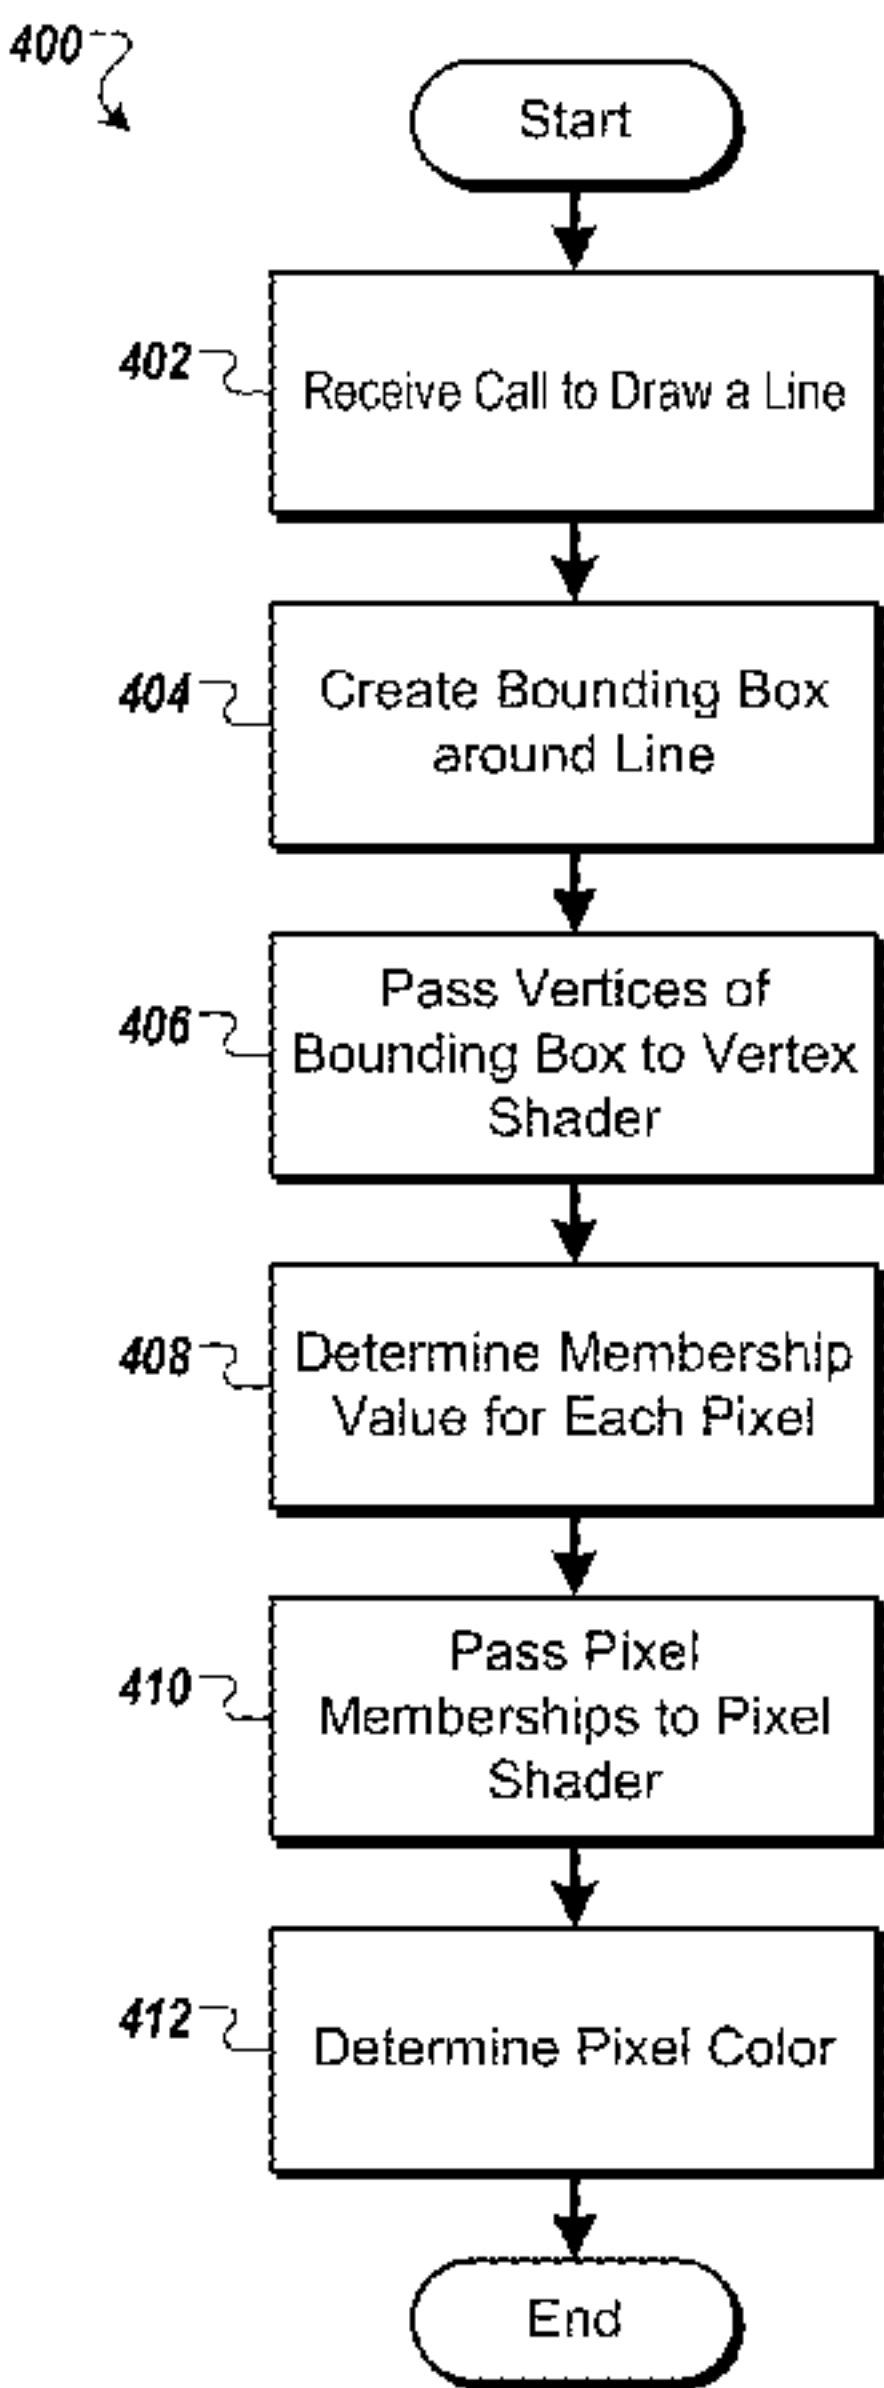 400
Start
402
Receive Call to Draw a Line
404
Create Bounding Box
around Line
406
Pass Vertices of
Bounding Box to Vertex
Shader
408
Determine Membership
Value for Each Pixel
410
Pass Pixel
Memberships to Pixel
Shader
412
Determine Pixel Color
End